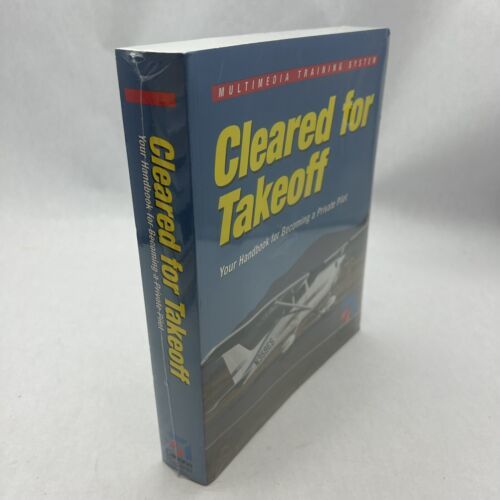 MULTIMEDIA TRAINING SYSTEM
Cleared for
Takeoff
Your Handbook for Becoming a Private Pilot
Cleared for Takeoff
Your Handbook for Becoming a Private Pilot